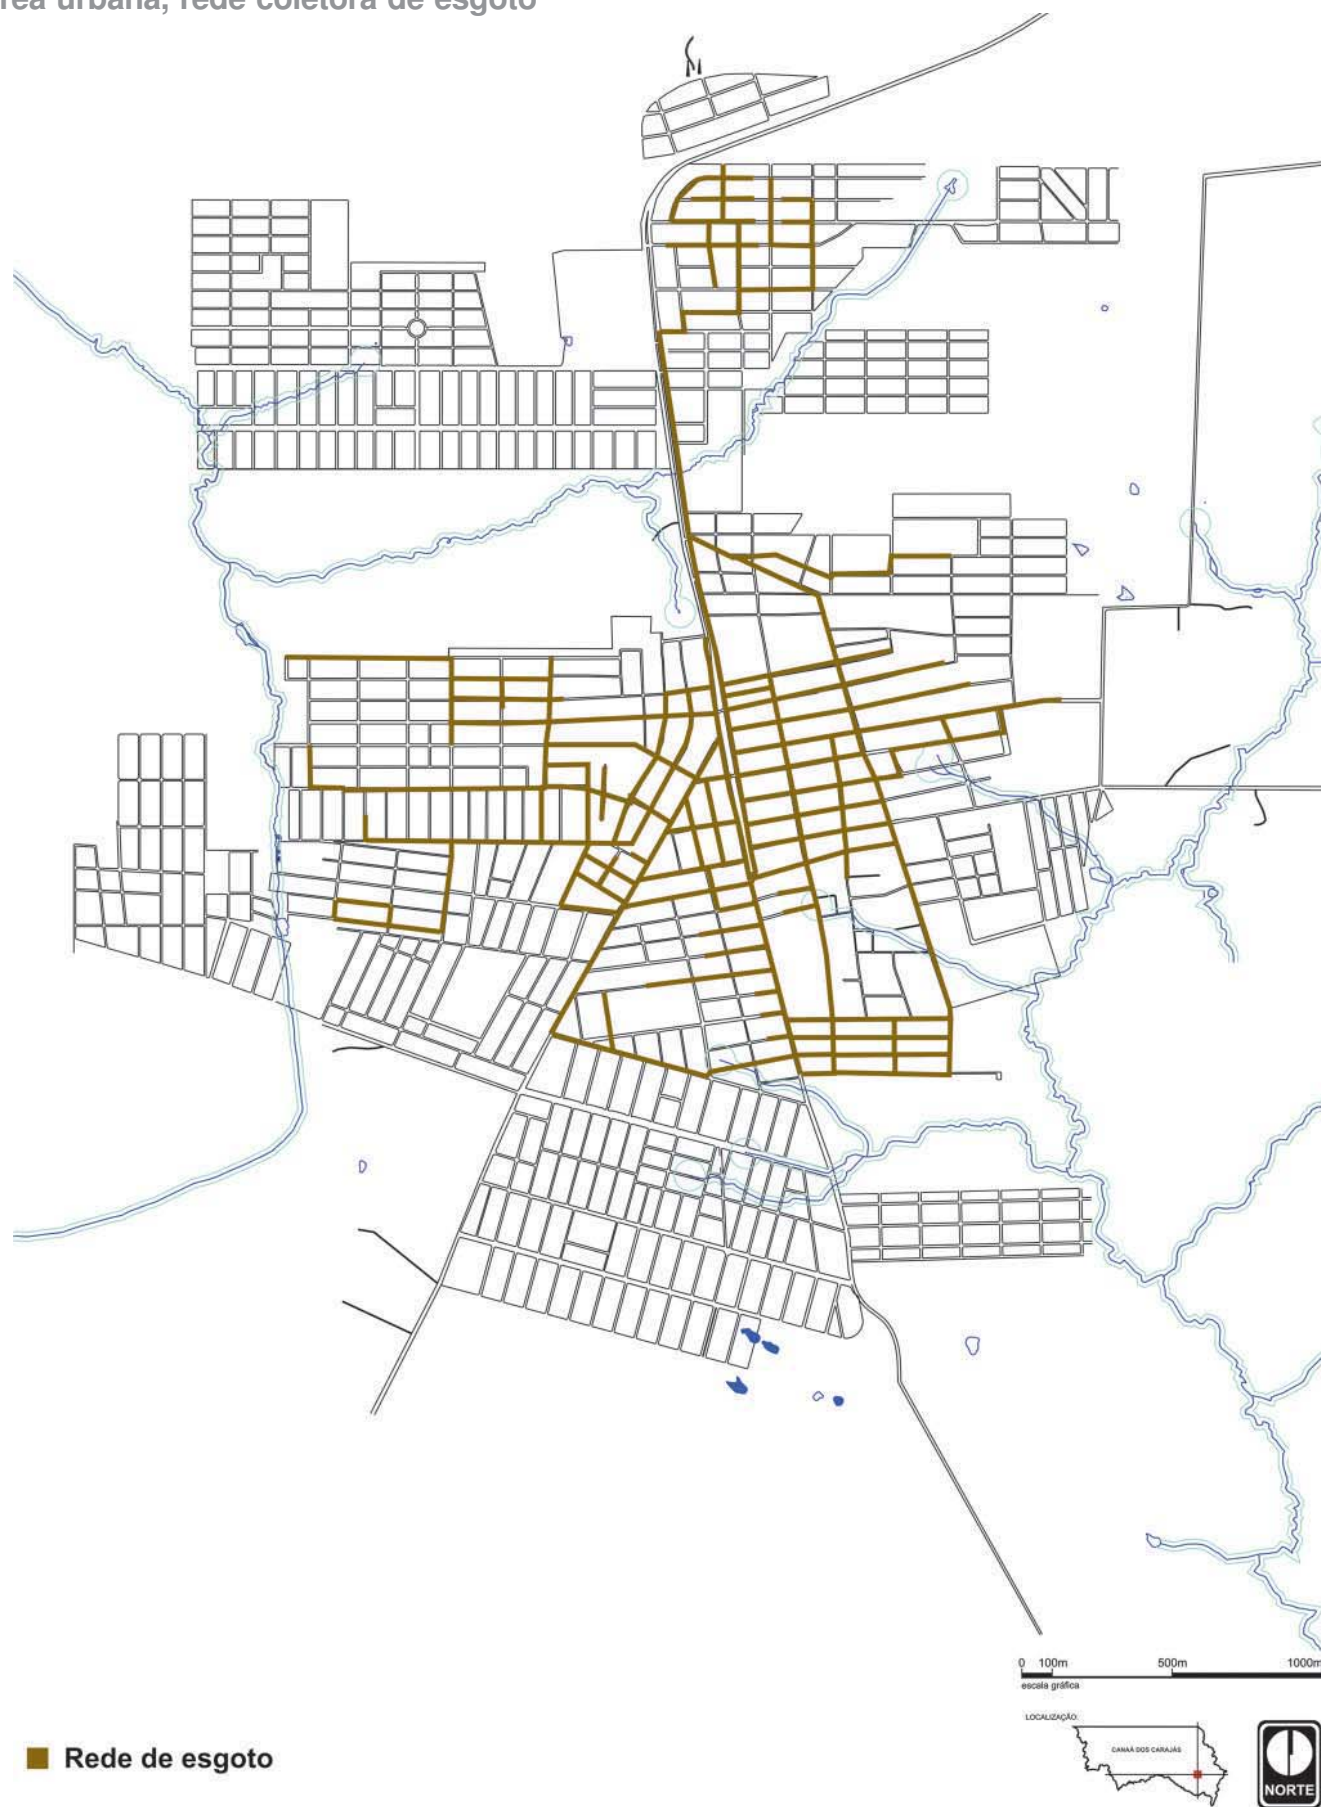 rea urbana, rede coletora de esgoto
0 100m 500m 1000m
escala gráfica
LOCALIZAÇÃO:
CANAÃ DOS CARAJÁS
Rede de esgoto
NORTE